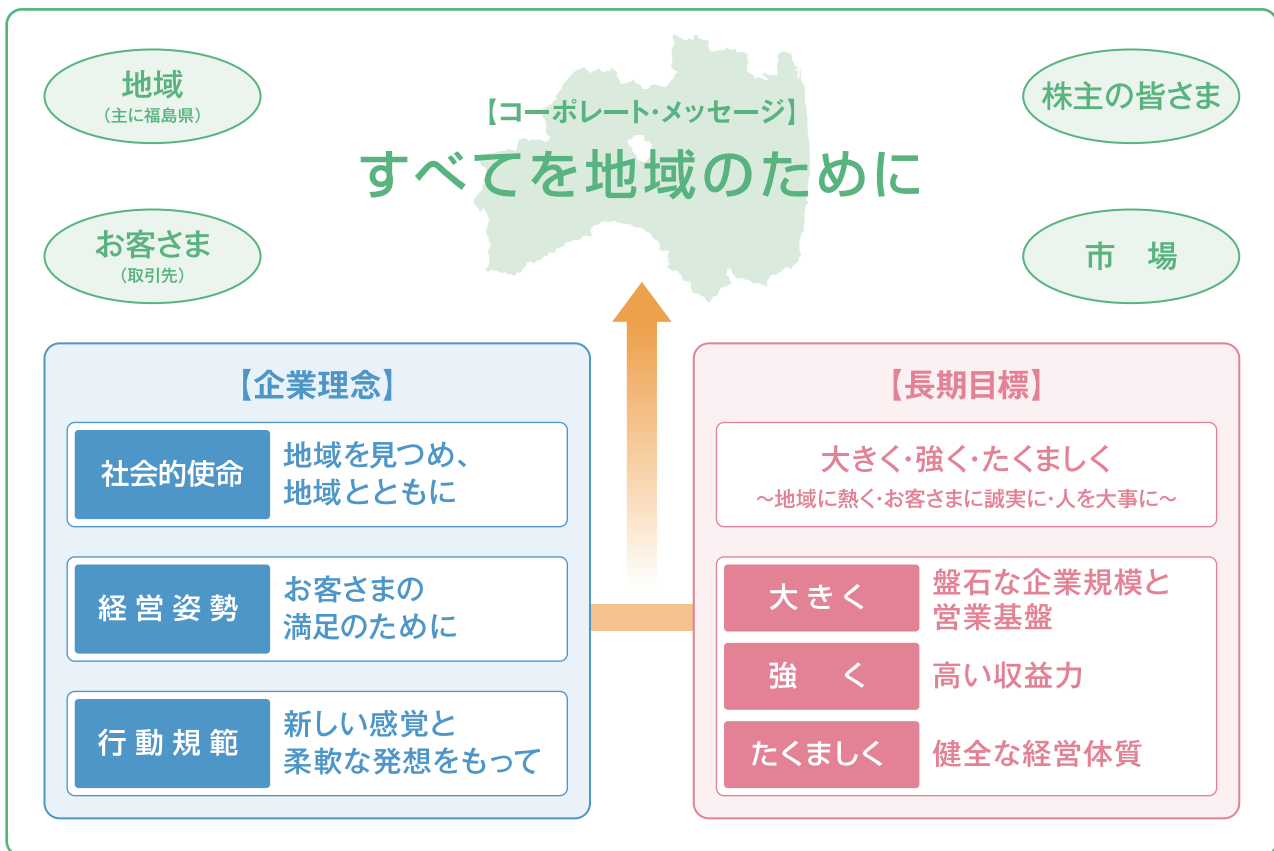 地域
（主に福島県）
お客さま
（取引先）
【コーポレート・メッセージ】
すべてを地域のために
株主の皆さま
市　場
【企業理念】
社会的使命
地域を見つめ、
地域とともに
経営姿勢
お客さまの
満足のために
行動規範
新しい感覚と
柔軟な発想をもって
【長期目標】
大きく・強く・たくましく
～地域に熱く・お客さまに誠実に・人を大事に～
大きく
盤石な企業規模と
営業基盤
強　く
高い収益力
たくましく
健全な経営体質